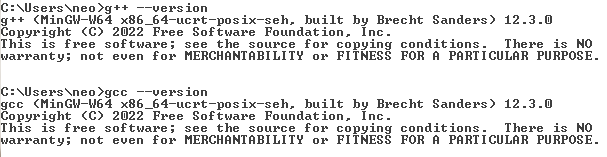 C:\Users\neo>g++ --version
g++ (MinGW-W64 x86_64-ucrt-posix-seh, built by Brecht Sanders) 12.3.0
Copyright (C) 2022 Free Software Foundation, Inc.
This is free software; see the source for copying conditions.  There is NO
warranty; not even for MERCHANTABILITY or FITNESS FOR A PARTICULAR PURPOSE.
C:\Users\neo>gcc --version
gcc (MinGW-W64 x86_64-ucrt-posix-seh, built by Brecht Sanders) 12.3.0
Copyright (C) 2022 Free Software Foundation, Inc.
This is free software; see the source for copying conditions.  There is NO
warranty; not even for MERCHANTABILITY or FITNESS FOR A PARTICULAR PURPOSE.